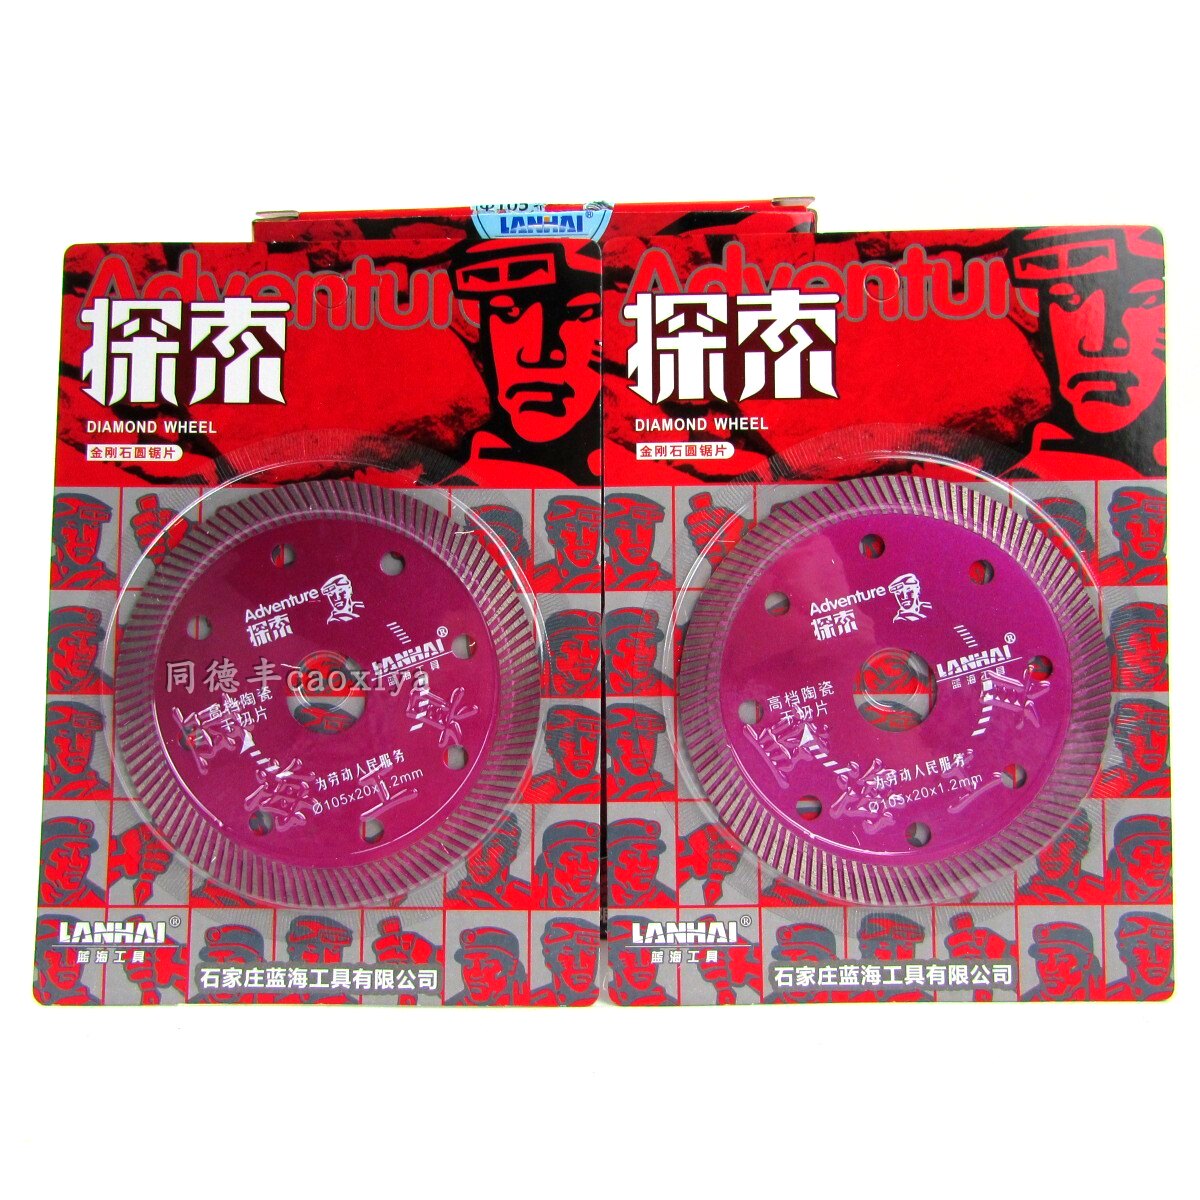 Φ105
LANHAI®
Adventure
探索
DIAMOND WHEEL
金刚石圆锯片
Adventure
探索
LANHAI®
蓝海工具
同德丰caoxiya
高档陶瓷
干切片
为劳动人民服务
Ø105x20x1.2mm
LANHAI®
蓝海工具
石家庄蓝海工具有限公司
Adventure
探索
DIAMOND WHEEL
金刚石圆锯片
Adventure
探索
LANHAI®
蓝海工具
高档陶瓷
干切片
为劳动人民服务
Ø105x20x1.2mm
LANHAI®
蓝海工具
石家庄蓝海工具有限公司